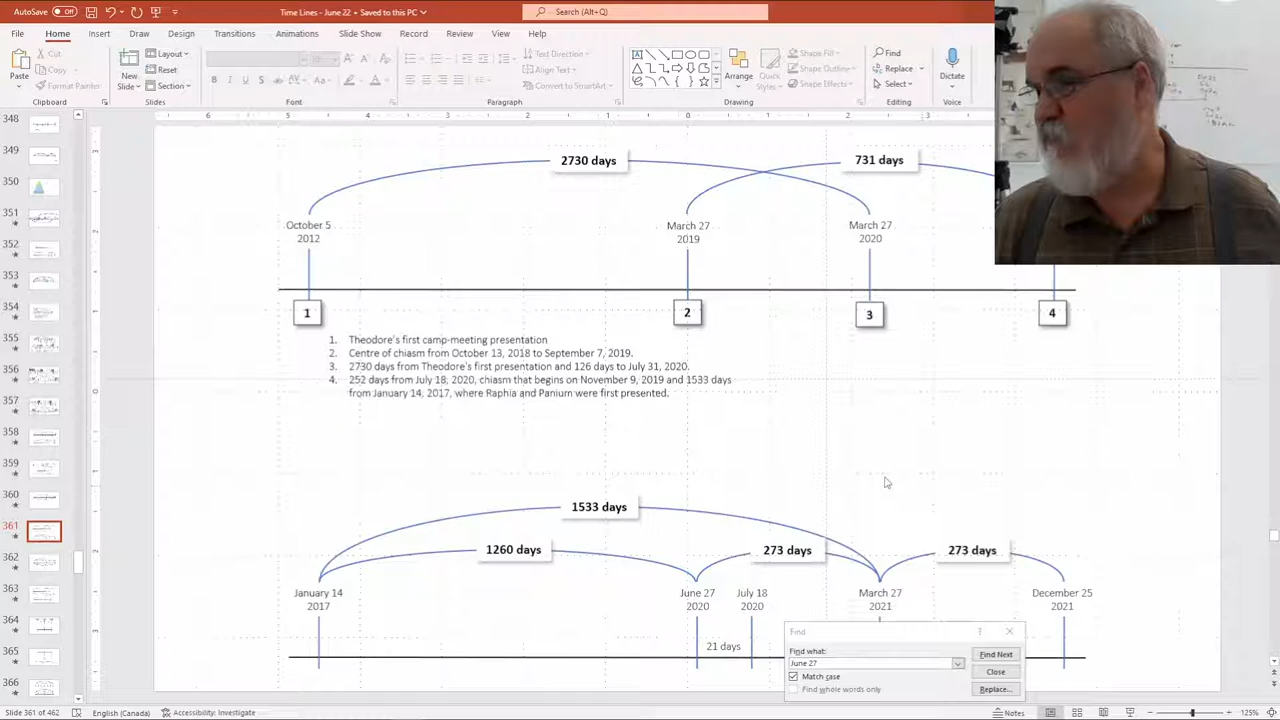 AutoSave Off
Time Lines - June 22 • Saved to this PC
Search (Alt+Q)
File Home Insert Draw Design Transitions Animations Slide Show Record Review View Help
Paste
Cut
Copy
Format Painter
Clipboard
New Slide
Layout
Reset
Section
Slides
Font
Text Direction
Align Text
Convert to SmartArt
Paragraph
Arrange
Quick Styles
Shape Fill
Shape Outline
Shape Effects
Drawing
Find
Replace
Select
Editing
Dictate
Voice
348
349
351
352
353
354
358
360
361
362
364
365
366
2730 days
731 days
October 5
2012
March 27
2019
March 27
2020
1
2
3
4
1. Theodore's first camp-meeting presentation
2. Centre of chiasm from October 13, 2018 to September 7, 2019.
3. 2730 days from Theodore's first presentation and 126 days to July 31, 2020.
4. 252 days from July 18, 2020, chiasm that begins on November 9, 2019 and 1533 days
from January 14, 2017, where Raphia and Panium were first presented.
1533 days
1260 days
273 days
273 days
January 14
2017
June 27
2020
July 18
2020
March 27
2021
December 25
2021
21 days
Find
?
Find what:
June 27
Match case
Find whole words only
Find Next
Close
Replace...
Slide 361 of 462
English (Canada)
Accessibility: Investigate
Notes
125%